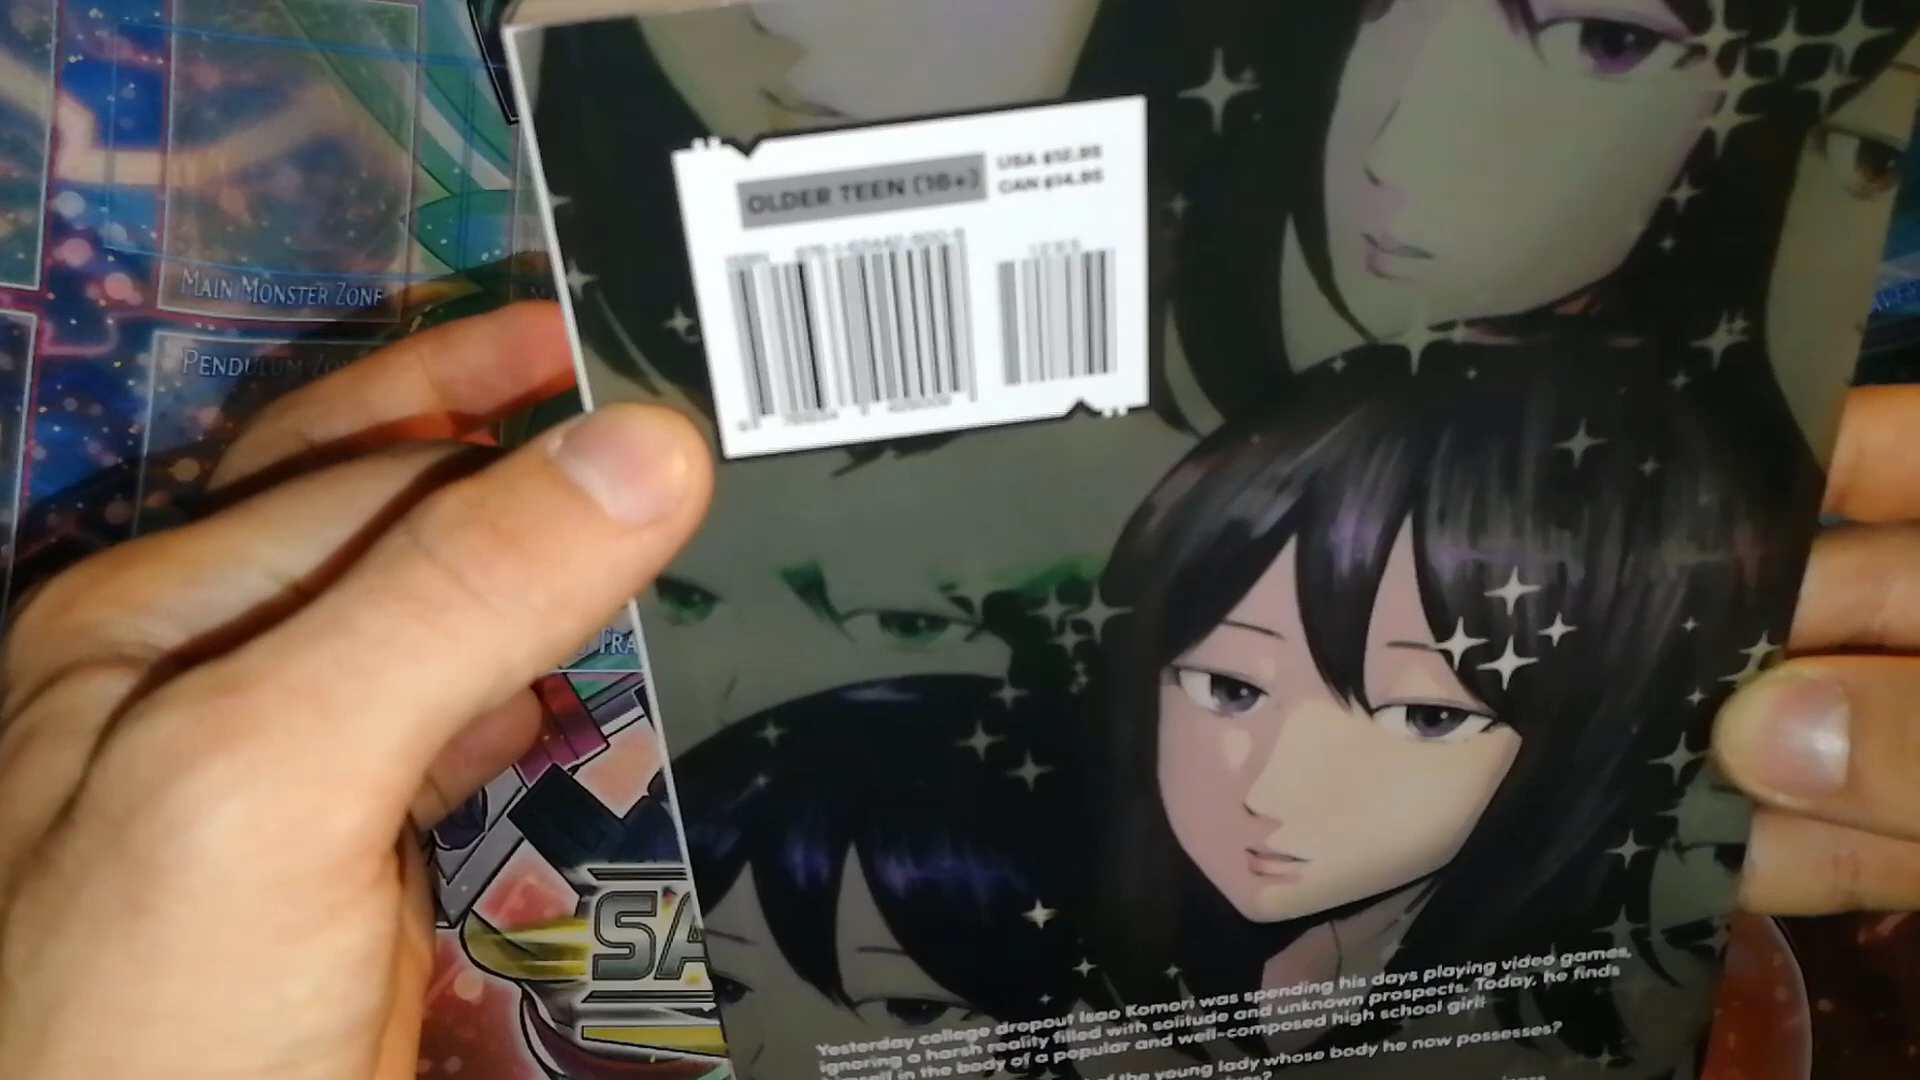 MAIN MONSTER ZONE
PENDULUM
OLDER TEEN (16+)
USA $12.95
CAN $14.95
TRA
SA
Yesterday college dropout Isao Komori was spending his days playing video games,
ignoring a harsh reality filled with solitude and unknown prospects. Today, he finds
himself in the body of a popular and well-composed high school girl!
of the young lady whose body he now possesses?